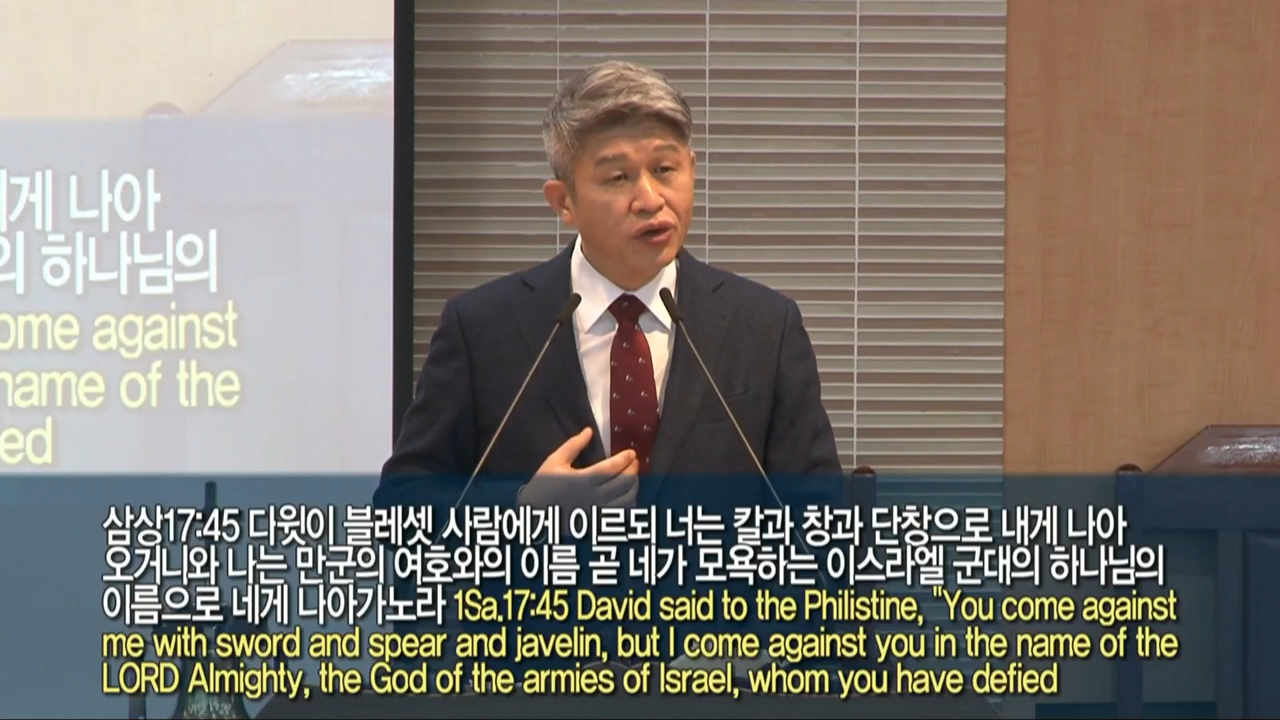 게 나아
의 하나님의
ome against
name of the
ed
삼상17:45 다윗이 블레셋 사람에게 이르되 너는 칼과 창과 단창으로 내게 나아
오거니와 나는 만군의 여호와의 이름 곧 네가 모욕하는 이스라엘 군대의 하나님의
이름으로 네게 나아가노라 1Sa.17:45 David said to the Philistine, "You come against
me with sword and spear and javelin, but I come against you in the name of the
LORD Almighty, the God of the armies of Israel, whom you have defied